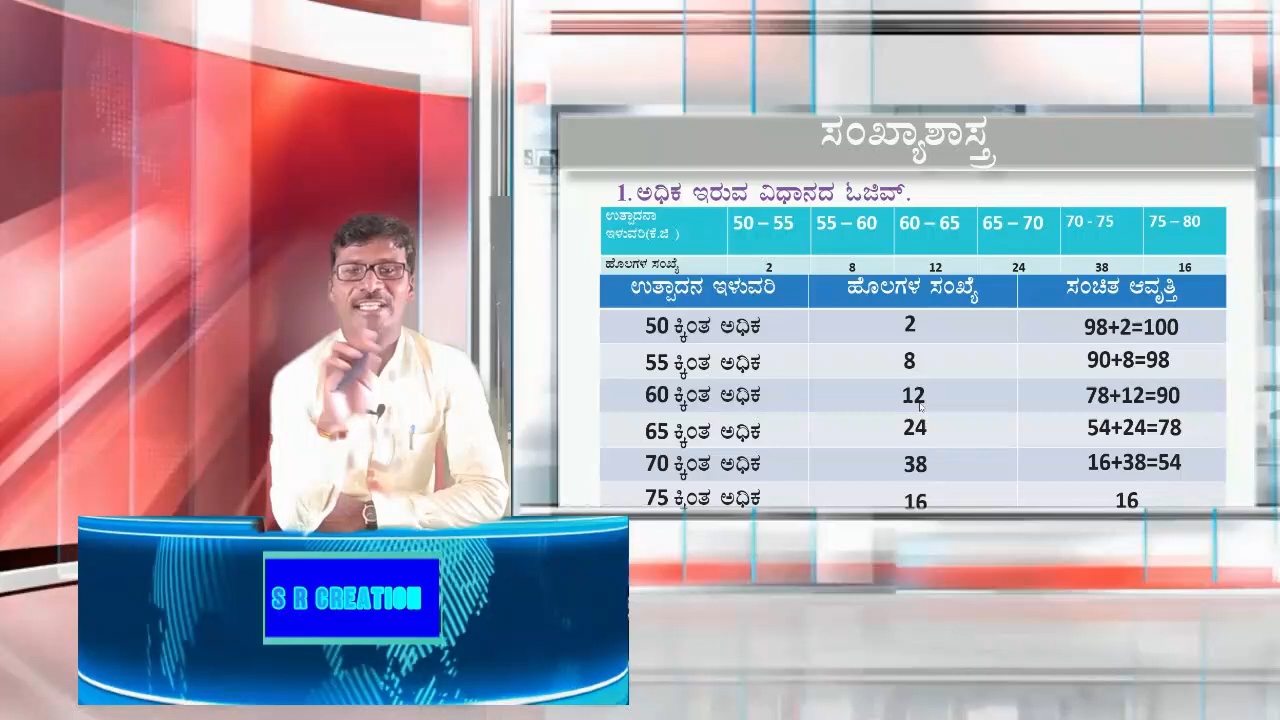 ಸಂಖ್ಯಾಶಾಸ್ತ್ರ
1. ಅಧಿಕ ಇರುವ ವಿಧಾನದ ಓಜಿವ್.
ಉತ್ಪಾದನಾ ಇಳುವರಿ(ಕೆ.ಜಿ ) 50 – 55 55 – 60 60 – 65 65 – 70 70 - 75 75 – 80
ಹೊಲಗಳ ಸಂಖ್ಯೆ 2 8 12 24 38 16
ಉತ್ಪಾದನ ಇಳುವರಿ ಹೊಲಗಳ ಸಂಖ್ಯೆ ಸಂಚಿತ ಆವೃತ್ತಿ
50 ಕ್ಕಿಂತ ಅಧಿಕ 2 98+2=100
55 ಕ್ಕಿಂತ ಅಧಿಕ 8 90+8=98
60 ಕ್ಕಿಂತ ಅಧಿಕ 12 78+12=90
65 ಕ್ಕಿಂತ ಅಧಿಕ 24 54+24=78
70 ಕ್ಕಿಂತ ಅಧಿಕ 38 16+38=54
75 ಕ್ಕಿಂತ ಅಧಿಕ 16 16
S R CREATION